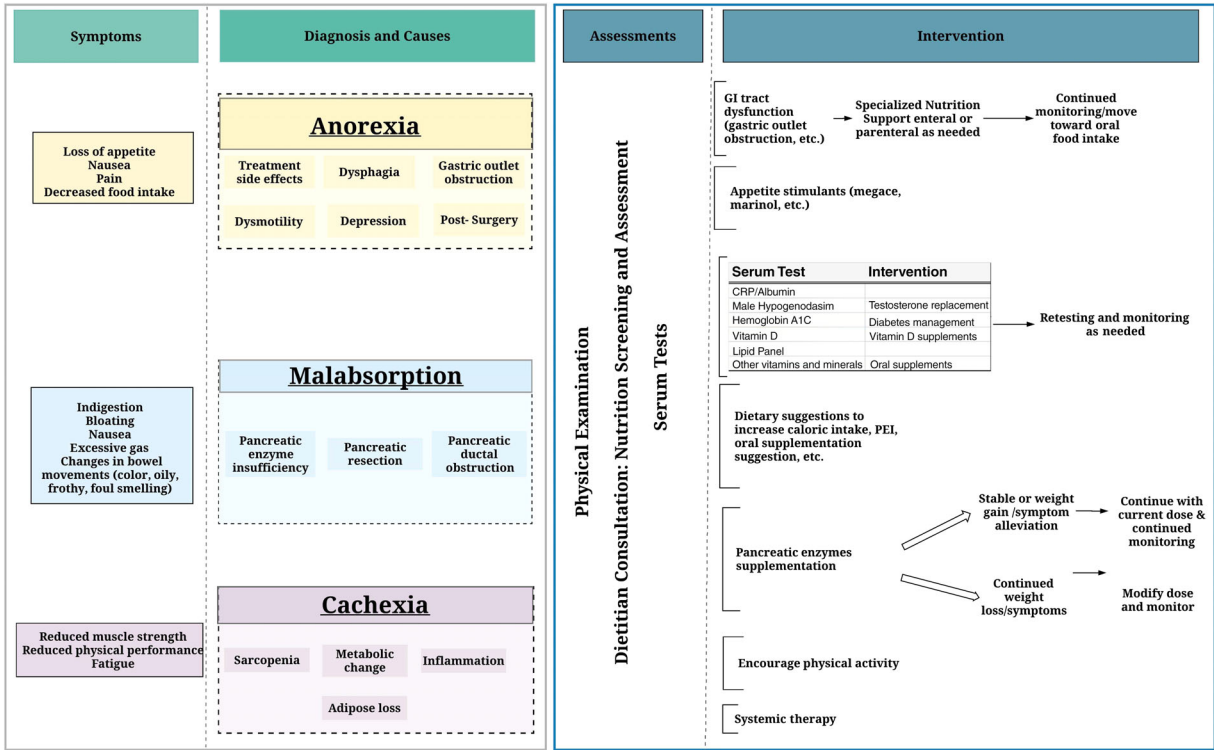 Symptoms
Diagnosis and Causes
Anorexia
Loss of appetite
Nausea
Pain
Decreased food intake
Treatment
side effects
Dysphagia
Gastric outlet
obstruction
Dysmotility
Depression
Post- Surgery
Malabsorption
Indigestion
Bloating
Nausea
Excessive gas
Changes in bowel
movements (color, oily,
frothy, foul smelling)
Pancreatic
enzyme
insufficiency
Pancreatic
resection
Pancreatic
ductal
obstruction
Cachexia
Reduced muscle strength
Reduced physical performance
Fatigue
Sarcopenia
Metabolic
change
Inflammation
Adipose loss
Assessments
Intervention
Physical Examination
Dietitian Consultation: Nutrition Screening and Assessment
Serum Tests
GI tract
dysfunction
(gastric outlet
obstruction, etc.)
Specialized Nutrition
Support enteral or
parenteral as needed
Continued
monitoring/move
toward oral
food intake
Appetite stimulants (megace,
marinol, etc.)
Serum Test Intervention
CRP/Albumin
Male Hypogenodasim Testosterone replacement
Hemoglobin A1C Diabetes management
Vitamin D Vitamin D supplements
Lipid Panel
Other vitamins and minerals Oral supplements
Retesting and monitoring
as needed
Dietary suggestions to
increase caloric intake, PEI,
oral supplementation
suggestion, etc.
Pancreatic enzymes
supplementation
Stable or weight
gain /symptom
alleviation
Continue with
current dose &
continued
monitoring
Continued
weight
loss/symptoms
Modify dose
and monitor
Encourage physical activity
Systemic therapy